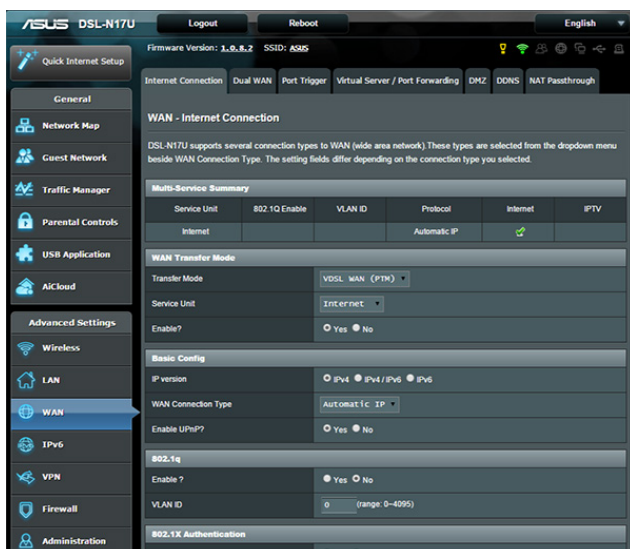 ASUS DSL-N17U
Logout
Reboot
English
Firmware Version: 1.0.8.2 SSID: ASUS
Quick Internet Setup
General
Network Map
Guest Network
Traffic Manager
Parental Controls
USB Application
AiCloud
Advanced Settings
Wireless
LAN
WAN
IPv6
VPN
Firewall
Administration
Internet Connection Dual WAN Port Trigger Virtual Server / Port Forwarding DMZ DDNS NAT Passthrough
WAN - Internet Connection
DSL-N17U supports several connection types to WAN (wide area network).These types are selected from the dropdown menu
beside WAN Connection Type. The setting fields differ depending on the connection type you selected.
Multi-Service Summary
Service Unit 802.1Q Enable VLAN ID Protocol Internet IPTV
Internet Automatic IP
WAN Transfer Mode
Transfer Mode VDSL WAN (PTM)
Service Unit Internet
Enable? Yes No
Basic Config
IP version IPv4 IPv4 / IPv6 IPv6
WAN Connection Type Automatic IP
Enable UPnP? Yes No
802.1q
Enable ? Yes No
VLAN ID 0 (range: 0~4095)
802.1X Authentication